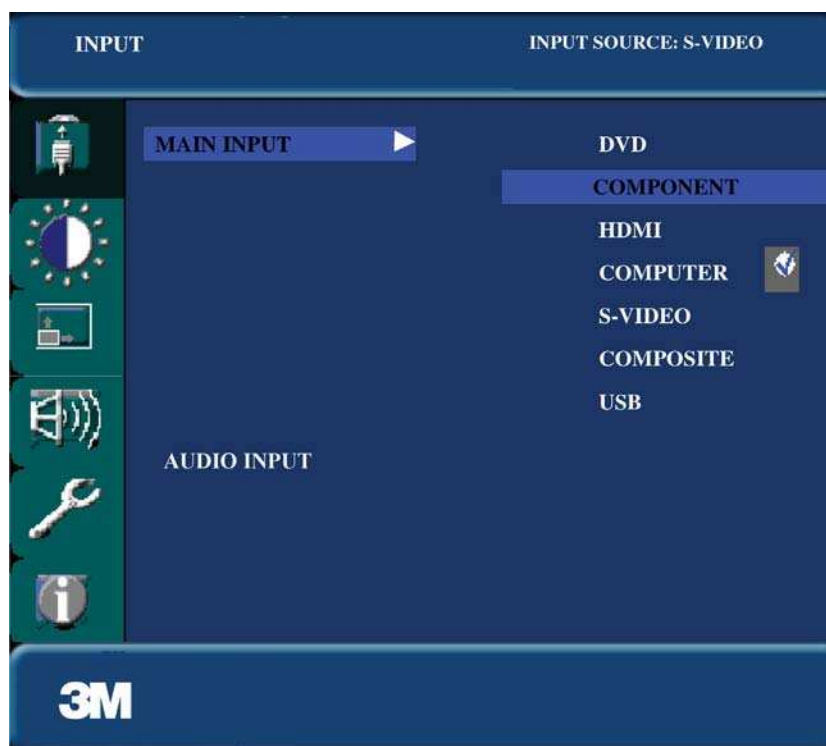 INPUT
INPUT SOURCE: S-VIDEO
MAIN INPUT
DVD
COMPONENT
HDMI
COMPUTER
S-VIDEO
COMPOSITE
USB
AUDIO INPUT
3M